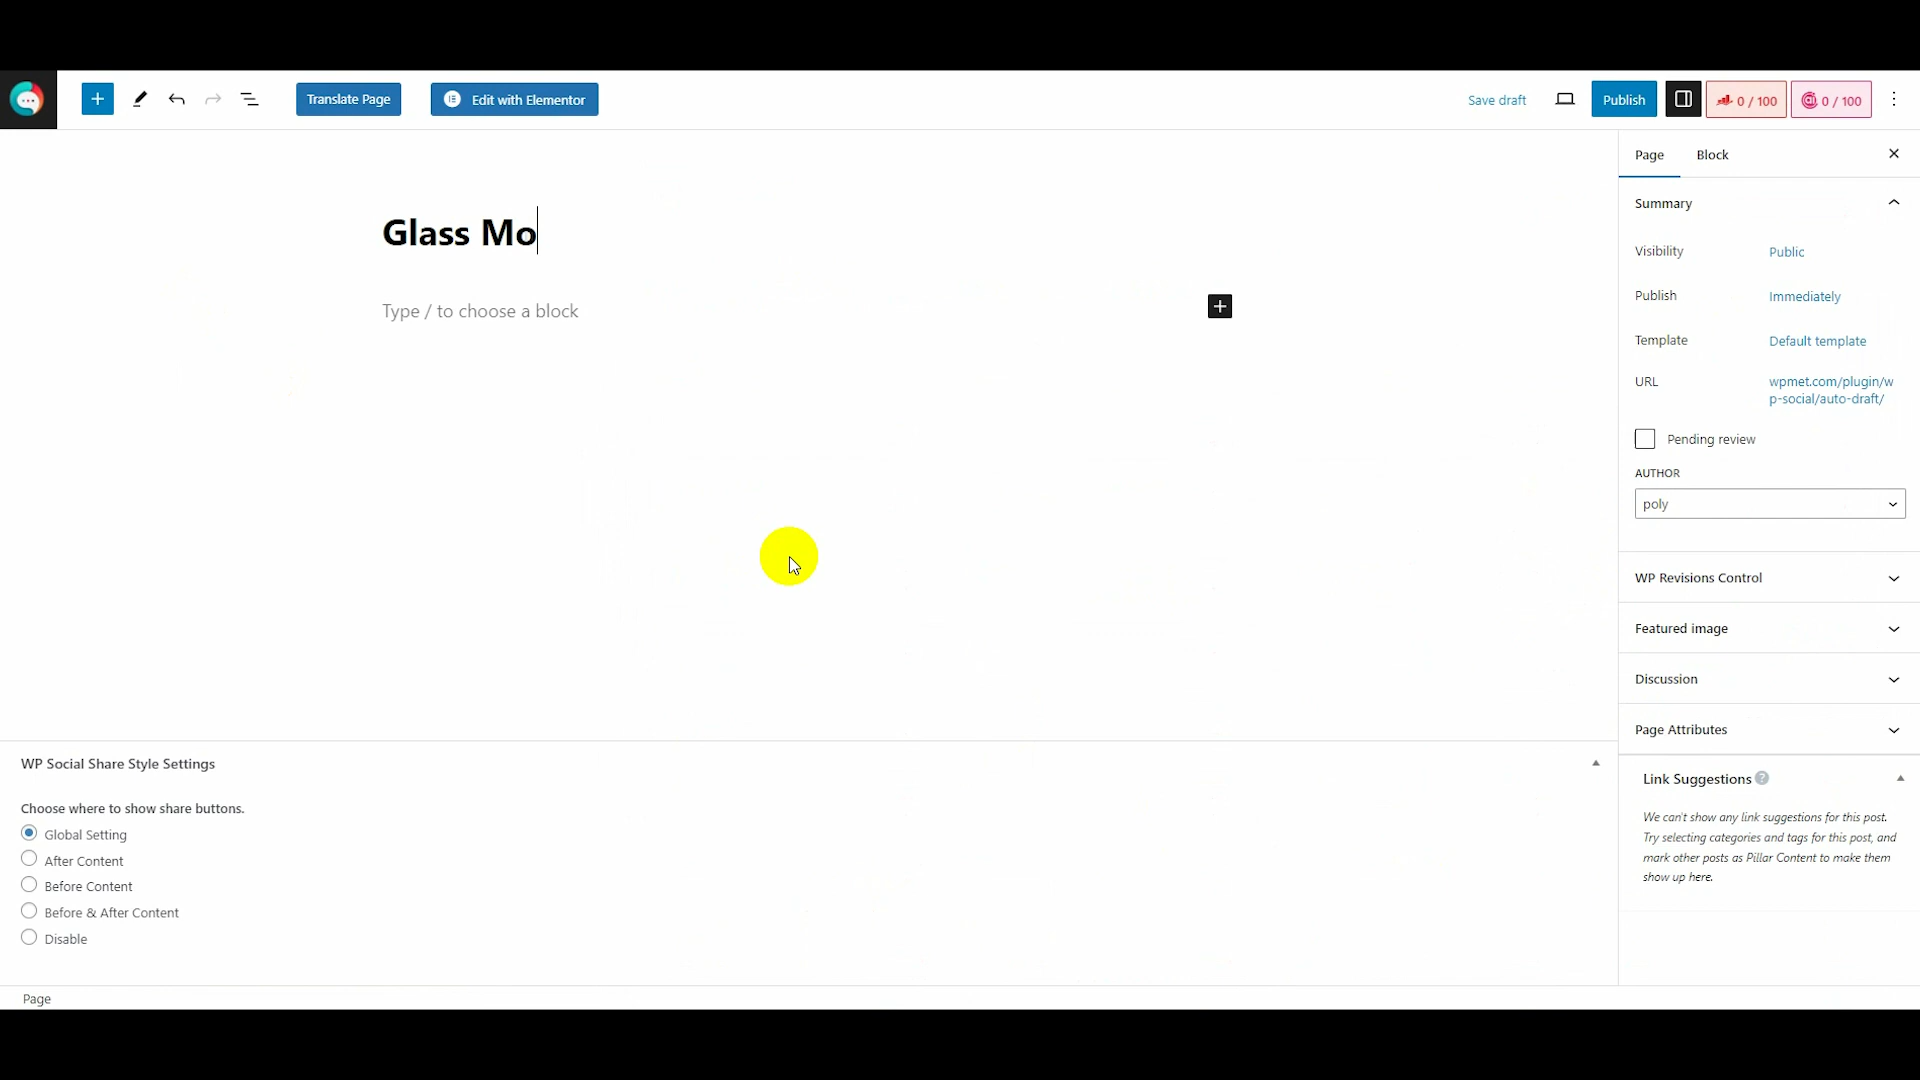 Translate Page
Edit with Elementor
Save draft
Publish
0 / 100
0 / 100
Page
Block
Glass Mo
Type / to choose a block
Summary
Visibility
Public
Publish
Immediately
Template
Default template
URL
wpmet.com/plugin/w
p-social/auto-draft/
Pending review
AUTHOR
poly
WP Revisions Control
Featured image
Discussion
Page Attributes
Link Suggestions ?
We can't show any link suggestions for this post.
Try selecting categories and tags for this post, and
mark other posts as Pillar Content to make them
show up here.
WP Social Share Style Settings
Choose where to show share buttons.
Global Setting
After Content
Before Content
Before & After Content
Disable
Page